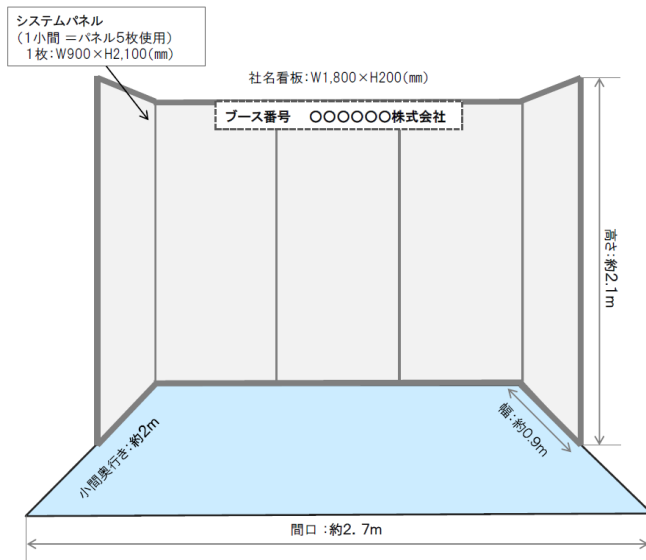 システムパネル
（1小間 ＝パネル５枚使用）
1枚：W900×H2,100(mm)
社名看板：W1,800×H200(mm)
ブース番号　〇〇〇〇〇〇株式会社
高さ：約2.1m
幅：約0.9m
小間奥行き：約2m
間口：約２．７m